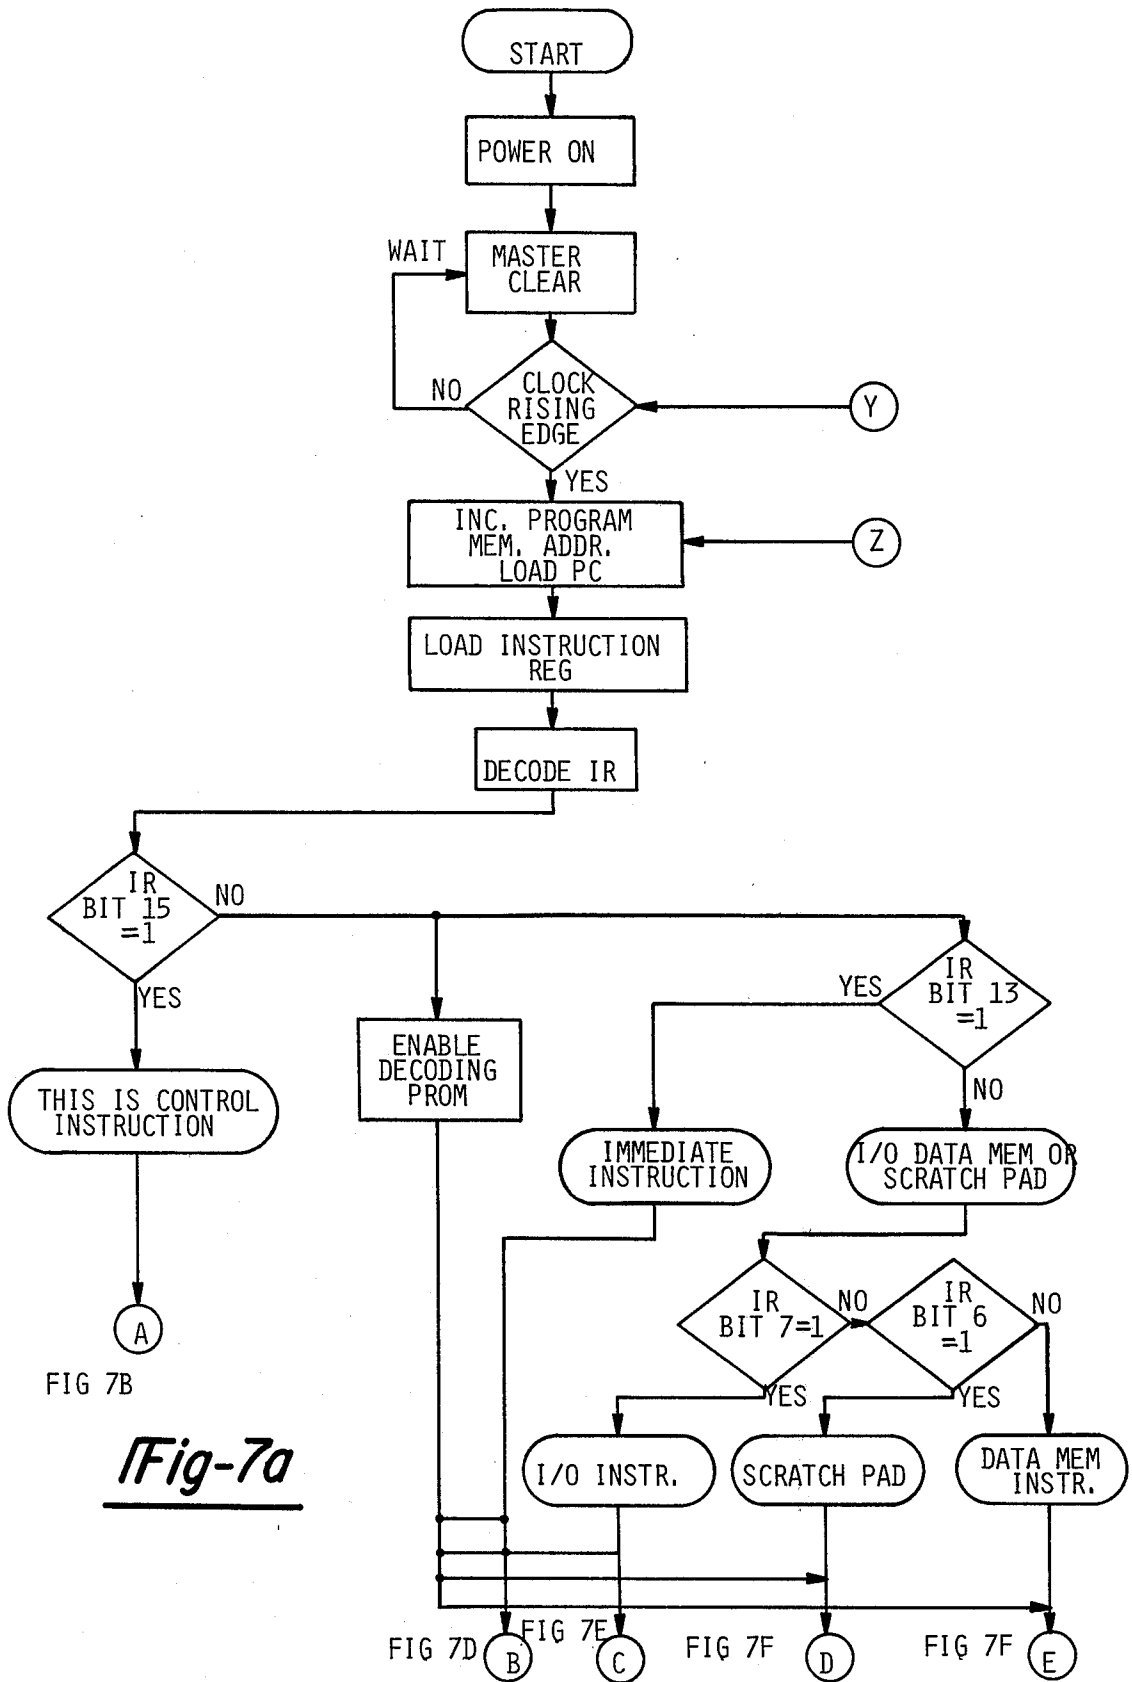 START
POWER ON
WAIT
MASTER
CLEAR
NO
CLOCK
RISING
EDGE
Y
YES
INC. PROGRAM
MEM. ADDR.
LOAD PC
Z
LOAD INSTRUCTION
REG
DECODE IR
IR
BIT 15
=1
NO
YES
IR
BIT 13
=1
YES
NO
ENABLE
DECODING
PROM
THIS IS CONTROL
INSTRUCTION
IMMEDIATE
INSTRUCTION
I/O DATA MEM OR
SCRATCH PAD
IR
BIT 7=1
NO
IR
BIT 6
=1
NO
A
FIG 7B
YES
YES
Fig-7a
I/O INSTR.
SCRATCH PAD
DATA MEM
INSTR.
FIG 7D
B
FIG 7E
C
FIG 7F
D
FIG 7F
E